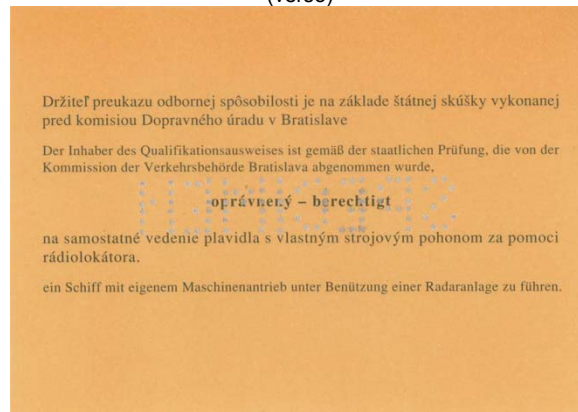 (verso)
Držiteľ preukazu odbornej spôsobilosti je na základe štátnej skúšky vykonanej
pred komisiou Dopravného úradu v Bratislave
Der Inhaber des Qualifikationsausweises ist gemäß der staatlichen Prüfung, die von der
Kommission der Verkehrsbehörde Bratislava abgenommen wurde,
oprávnený – berechtigt
na samostatné vedenie plavidla s vlastným strojovým pohonom za pomoci
rádiolokátora.
ein Schiff mit eigenem Maschinenantrieb unter Benützung einer Radaranlage zu führen.